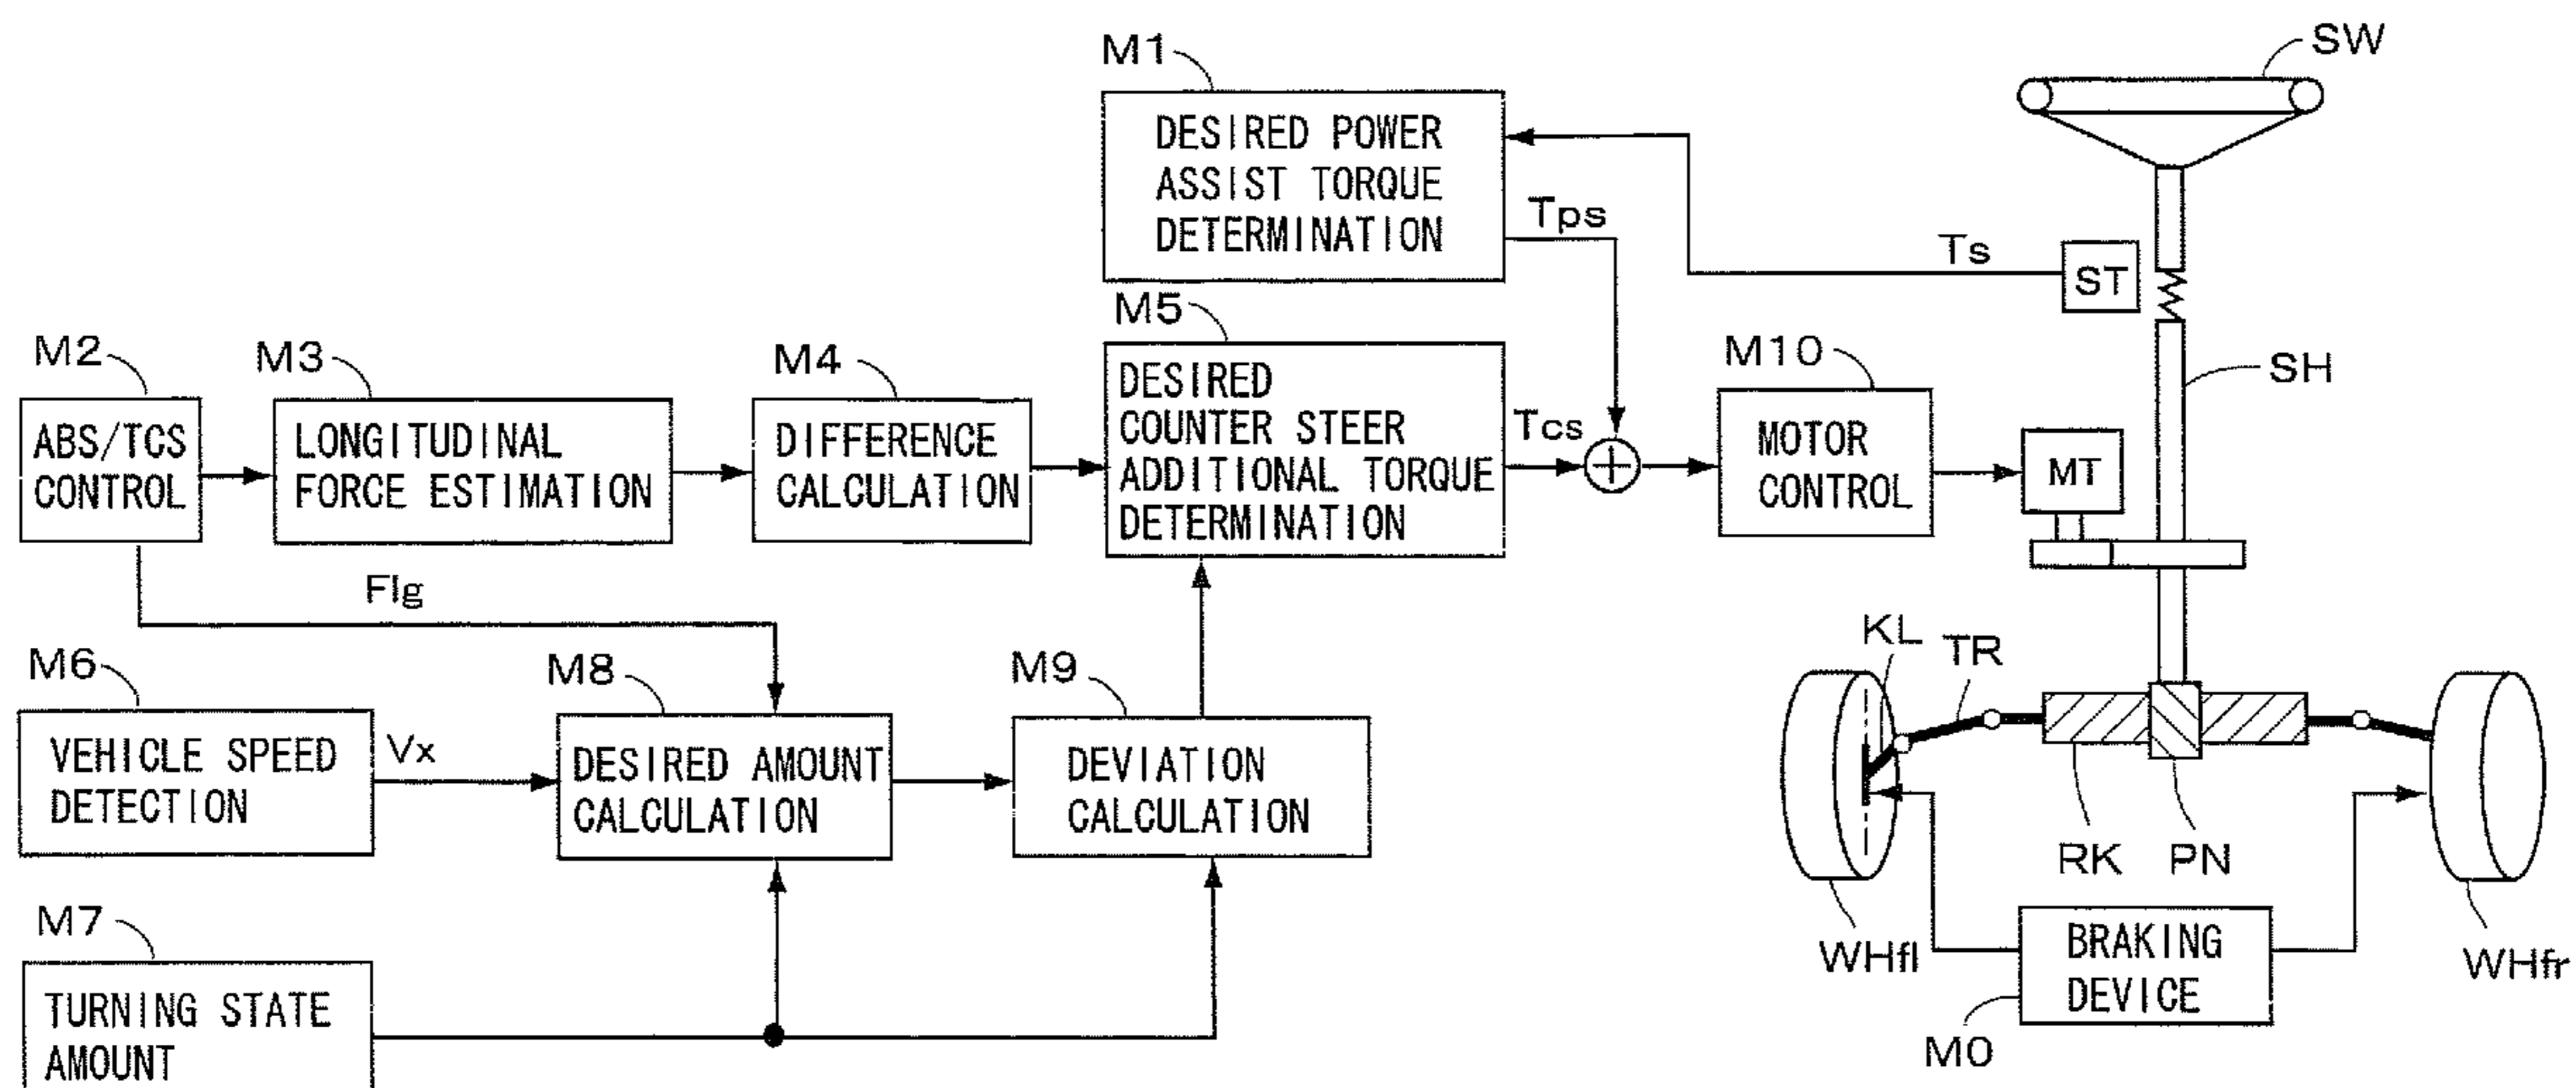 M1
DESIRED POWER
ASSIST TORQUE
DETERMINATION
Tps
Ts
ST
SW
SH
M2
ABS/TCS
CONTROL
M3
LONGITUDINAL
FORCE ESTIMATION
M4
DIFFERENCE
CALCULATION
M5
DESIRED
COUNTER STEER
ADDITIONAL TORQUE
DETERMINATION
Tcs
M10
MOTOR
CONTROL
MT
Flg
M6
VEHICLE SPEED
DETECTION
Vx
M8
DESIRED AMOUNT
CALCULATION
M9
DEVIATION
CALCULATION
KL
TR
RK
PN
WHfl
WHfr
BRAKING
DEVICE
M0
M7
TURNING STATE
AMOUNT